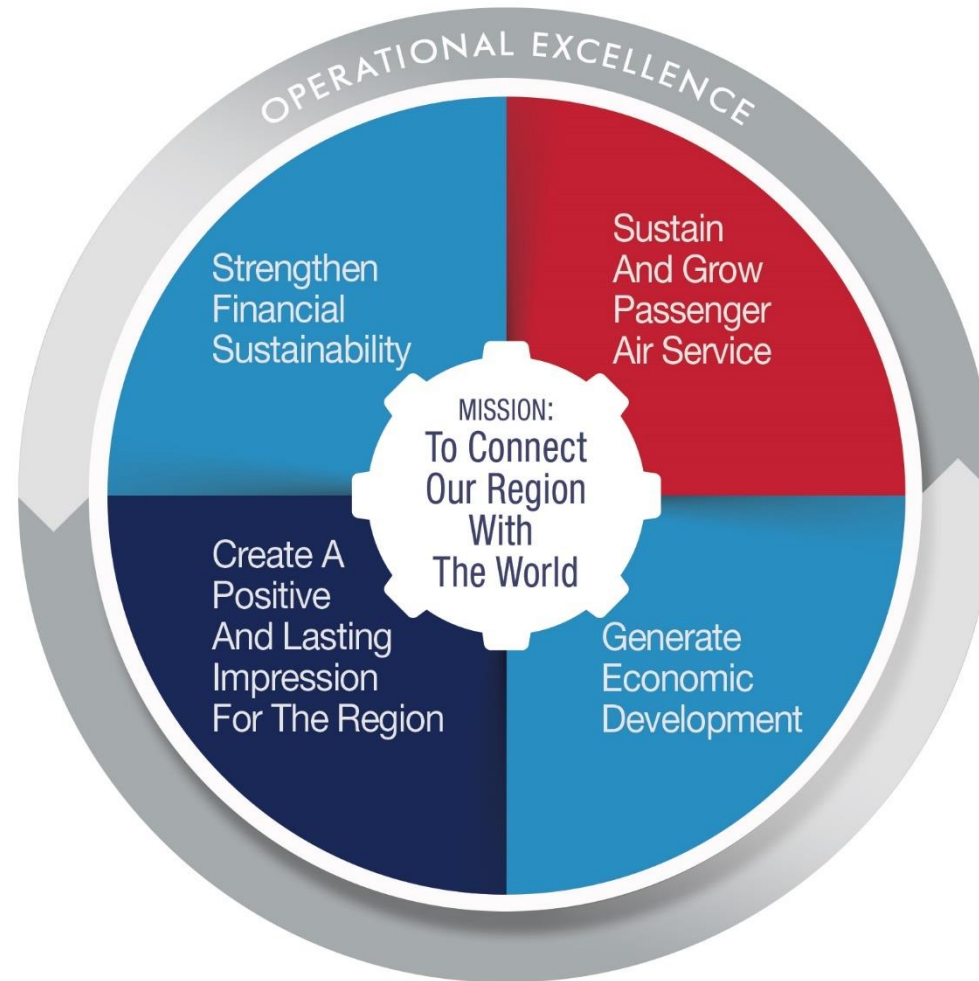 OPERATIONAL EXCELLENCE
Strengthen
Financial
Sustainability
Sustain
And Grow
Passenger
Air Service
MISSION:
To Connect
Our Region
With
The World
Create A
Positive
And Lasting
Impression
For The Region
Generate
Economic
Development